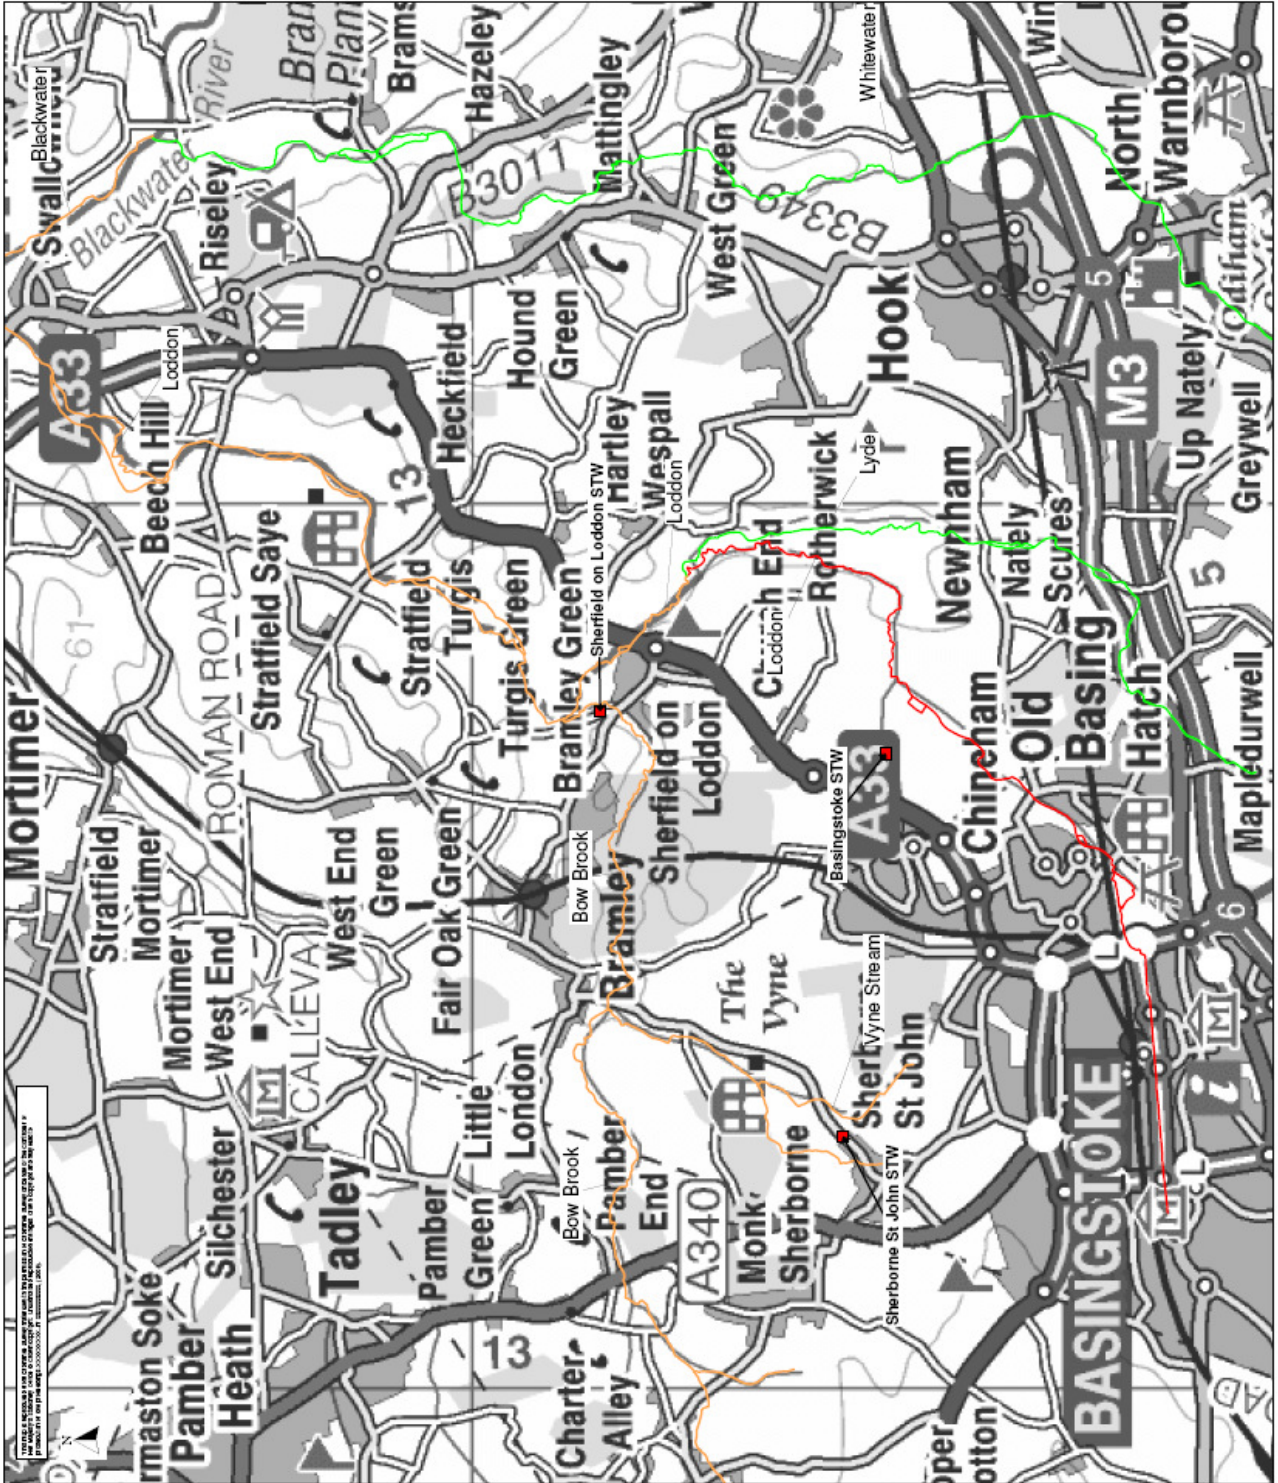 Mortimer
Stratfield
Mortimer
Mortimer
West End
Silchester
Pamber
Heath
Tadley
Pamber
Green
Little
London
CALLEVA
ROMAN ROAD
61
West End
Green
Fair Oak Green
Stratfield Saye
Beech Hill
A33
Loddon
Swallowfield
Blackwater
Blackwater
River
Riseley
Brams
Hazeley
Heckfield
13
Stratfield
Turgis
Turgis Green
Bramley Green
Hound
Green
Hartley
Wespall
Loddon
Mattingley
B3011
West Green
B3349
Whitewater
Hook
Rotherwick
Lyde
Church End
Loddon
Sherfield on Loddon STW
Sherfield on
Loddon
Bow Brook
Bramley
Bow Brook
Pamber
End
A340
13
Charter
Alley
The
Vyne
Vyne Stream
Sherborne
St John
Monk
Sherborne
Sherborne St John STW
Basingstoke STW
A33
Chineham
Old
Basing
Newnham
Nately
Scures
Hatch
Mapledurwell
5
Up Nately
Greywell
M3
5
North
Warnborough
Odiham
6
BASINGSTOKE
L
L
M
M
M
i
N